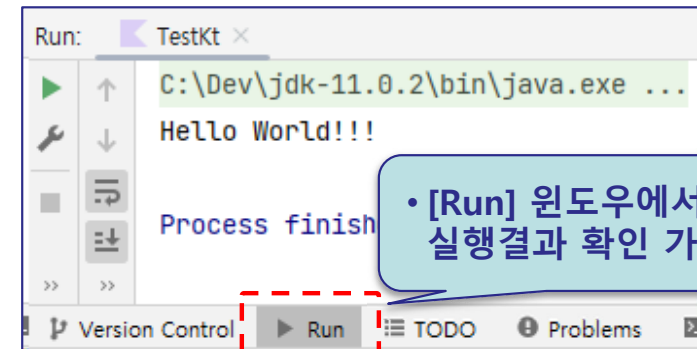 Run: TestKt
C:\Dev\jdk-11.0.2\bin\java.exe ...
Hello World!!!
• [Run] 윈도우에서
Process finish
실행결과 확인 가
Version Control Run TODO Problems